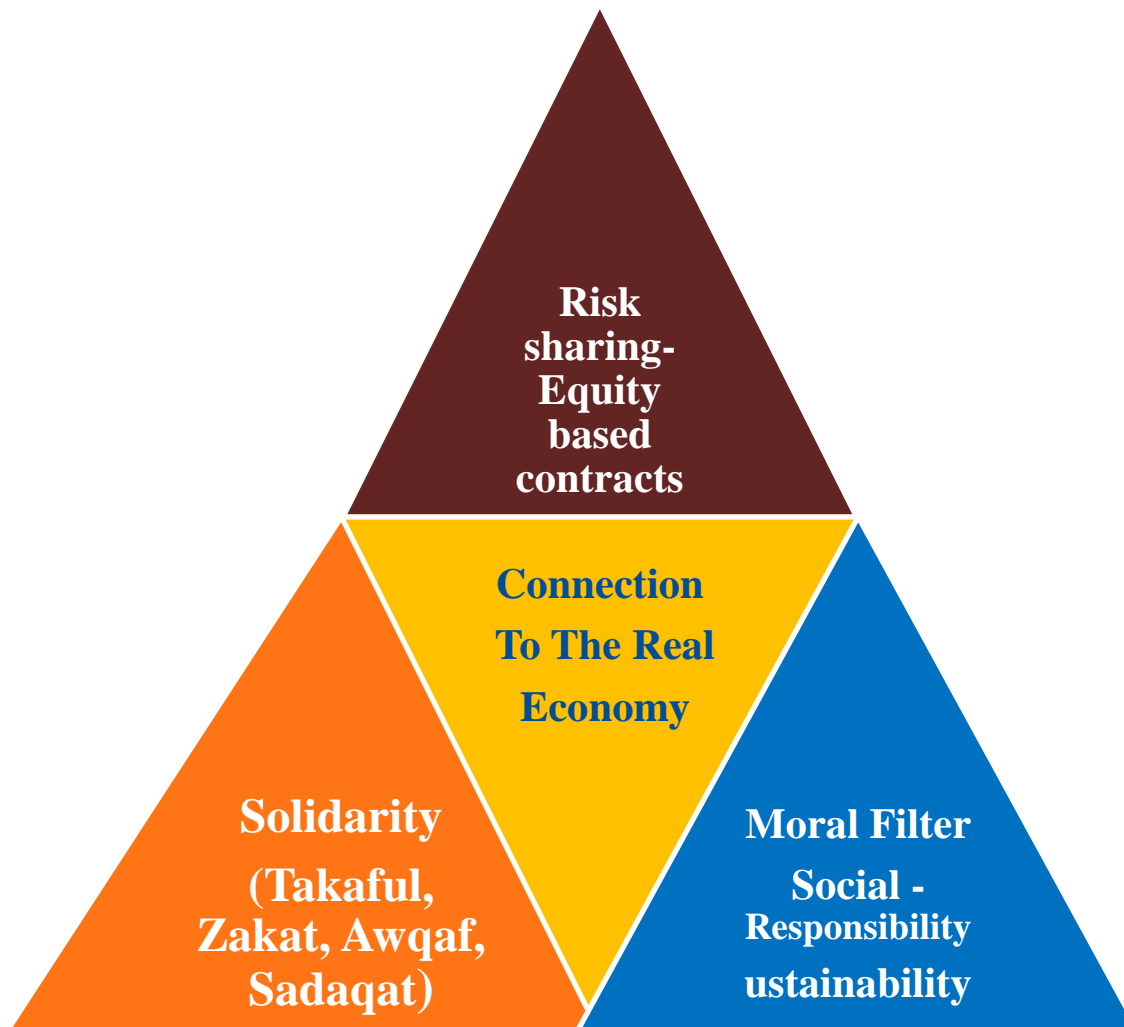 Risk
sharing-
Equity
based
contracts
Connection
To The Real
Economy
Solidarity
(Takaful,
Zakat, Awqaf,
Sadaqat)
Moral Filter
Social -
Responsibility
ustainability